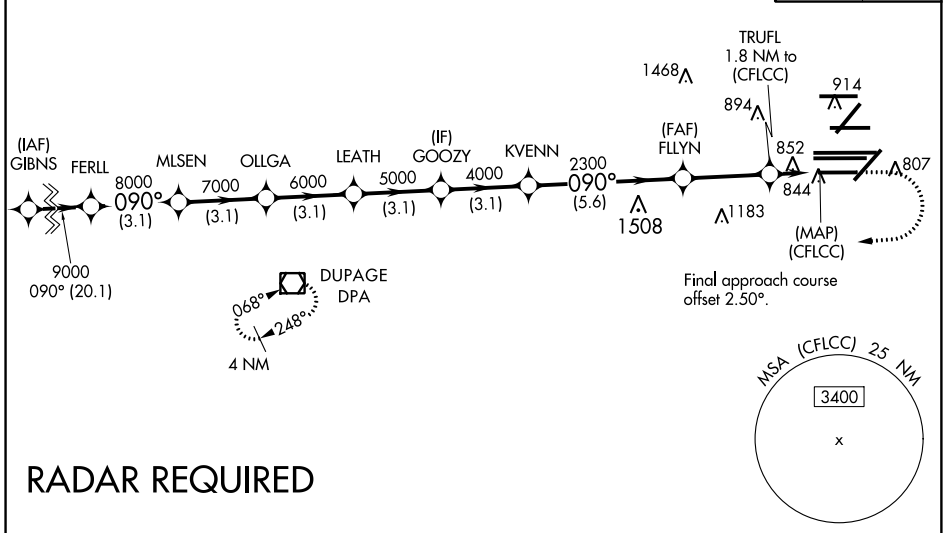 TRUFL
1.8 NM to
(CFLCC)
1468
914
894
(IAF)
GIBNS
FERLL
MLSEN
OLLGA
LEATH
(IF)
GOOZY
KVENN
(FAF)
FLLYN
852
807
844
8000
090°
(3.1)
7000
(3.1)
6000
(3.1)
5000
(3.1)
4000
(3.1)
2300
090°
(5.6)
1508
1183
(MAP)
(CFLCC)
9000
090° (20.1)
DUPAGE
DPA
068°
248°
4 NM
Final approach course
offset 2.50°.
MSA (CFLCC) 25 NM
3400
x
RADAR REQUIRED